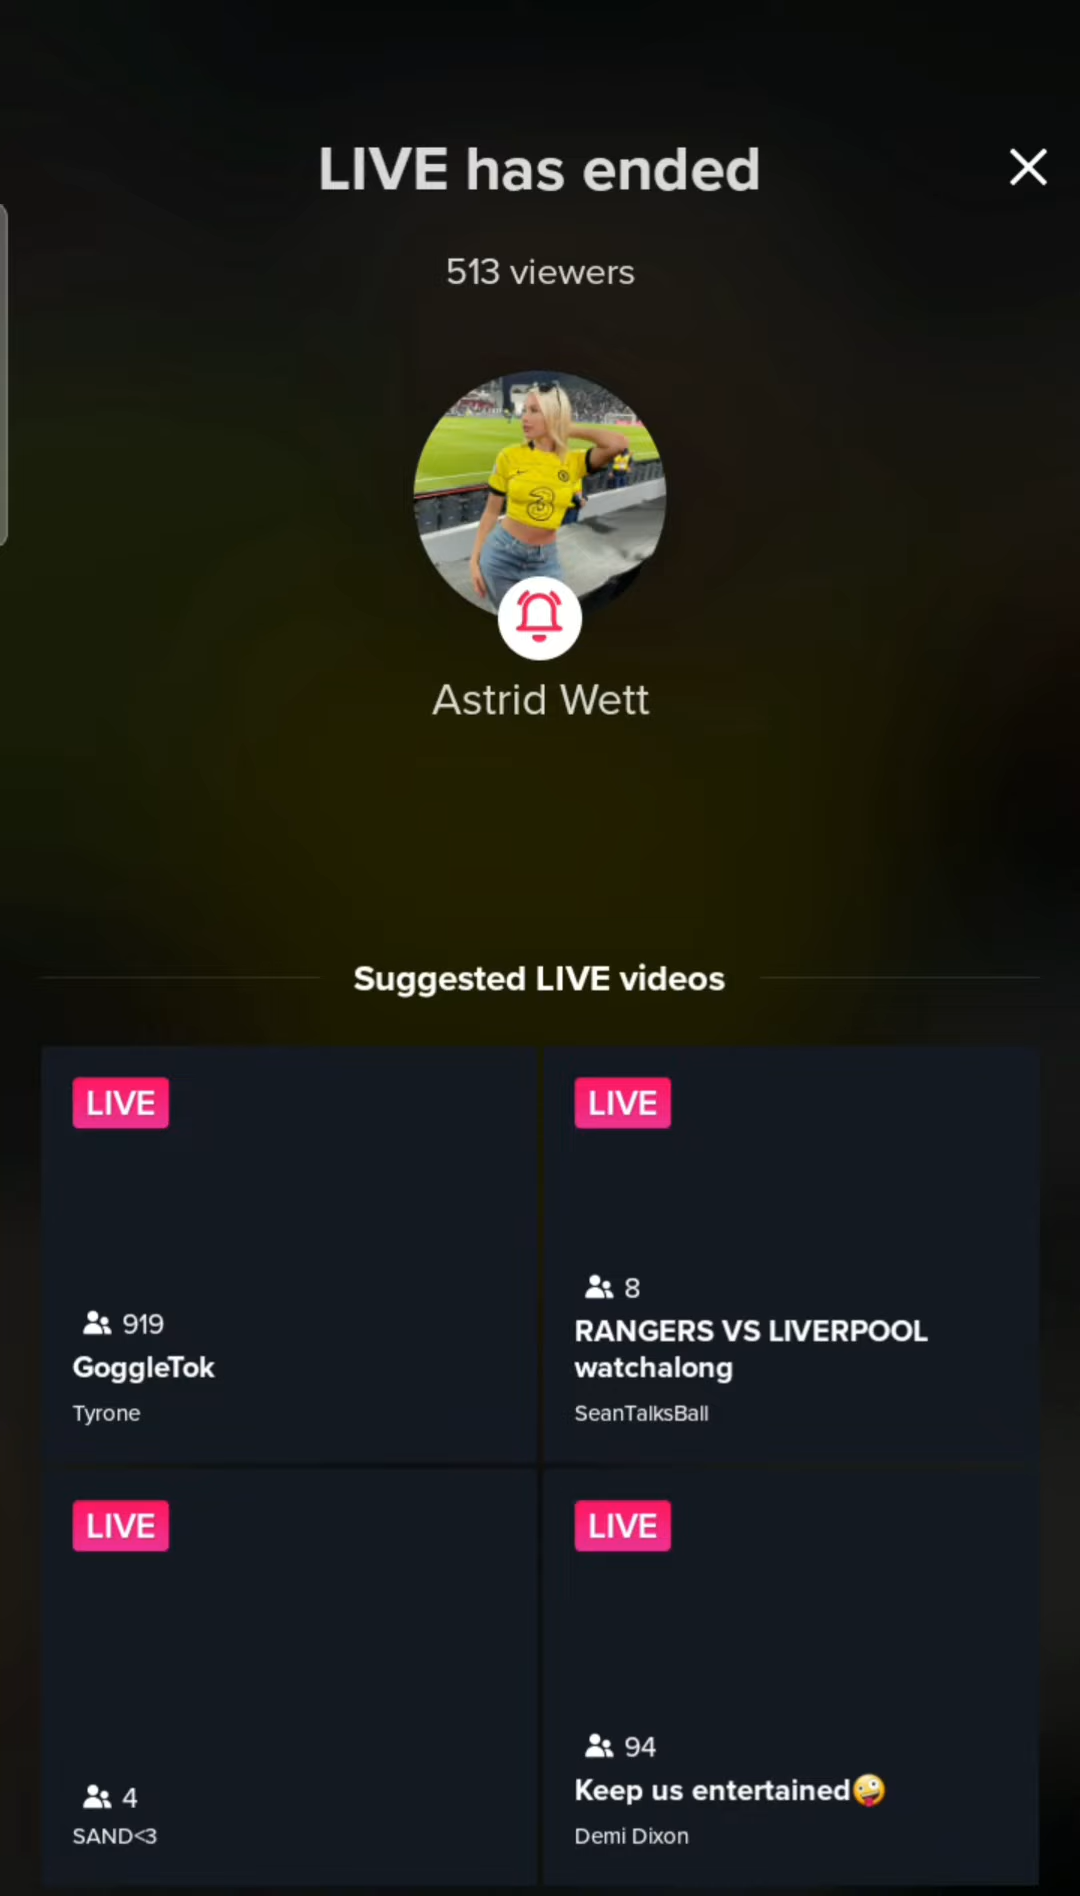 LIVE has ended
513 viewers
3
Astrid Wett
Suggested LIVE videos
LIVE
919
GoggleTok
Tyrone
LIVE
8
RANGERS VS LIVERPOOL
watchalong
SeanTalksBall
LIVE
4
SAND<3
LIVE
94
Keep us entertained🤪
Demi Dixon